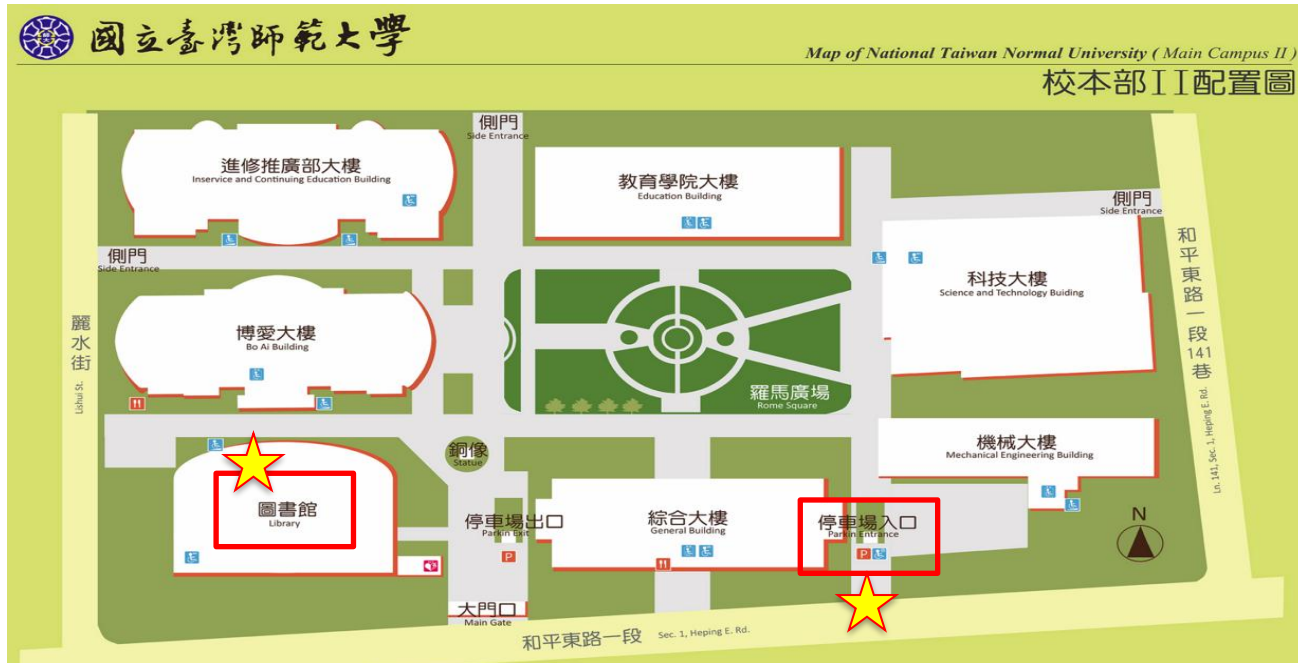 國立臺灣師範大學
Map of National Taiwan Normal University ( Main Campus II )
校本部II配置圖
側門
Side Entrance
進修推廣部大樓
Inservice and Continuing Education Building
教育學院大樓
Education Building
側門
Side Entrance
側門
Side Entrance
科技大樓
Science and Technology Buiding
和平東路一段141巷
Ln. 141, Sec. 1, Heping E. Rd.
麗水街
Lishui St.
博愛大樓
Bo Ai Building
羅馬廣場
Rome Square
銅像
Statue
機械大樓
Mechanical Engineering Building
圖書館
Library
停車場出口
Parkin Exit
P
綜合大樓
General Building
停車場入口
Parkin Entrance
P
N
大門口
Main Gate
和平東路一段 Sec. 1, Heping E. Rd.